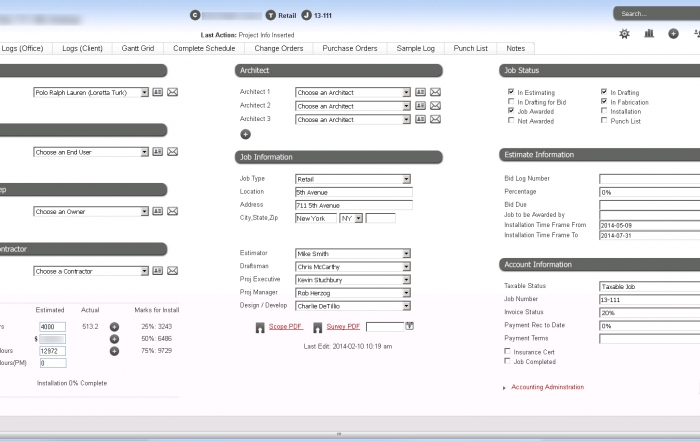 C T Retail J 13-111
Search...
Last Action: Project Info Inserted
Logs (Office) Logs (Client) Gantt Grid Complete Schedule Change Orders Purchase Orders Sample Log Punch List Notes
Polo Ralph Lauren (Loretta Turk)
Choose an End User
ep
Choose an Owner
ontractor
Choose a Contractor
Estimated Actual Marks for Install
rs 4000 513.2 25%: 3243
$ 50%: 6486
lours 12972 75%: 9729
lours(PM) 0
Installation 0% Complete
Architect
Architect 1 Choose an Architect
Architect 2 Choose an Architect
Architect 3 Choose an Architect
Job Information
Job Type Retail
Location 5th Avenue
Address 711 5th Avenue
City,State,Zip New York NY
Estimator Mike Smith
Draftsman Chris McCarthy
Proj Executive Kevin Stuchbury
Proj Manager Rob Herzog
Design / Develop Charlie DeTillio
Scope PDF Survey PDF
Last Edit: 2014-02-10 10:19 am
Job Status
In Estimating In Drafting
In Drafting for Bid In Fabrication
Job Awarded Installation
Not Awarded Punch List
Estimate Information
Bid Log Number
Percentage 0%
Bid Due
Job to be Awarded by
Installation Time Frame From 2014-05-09
Installation Time Frame To 2014-07-31
Account Information
Taxable Status Taxable Job
Job Number 13-111
Invoice Status 20%
Payment Rec to Date 0%
Payment Terms
Insurance Cert
Job Completed
Accounting Adminstration